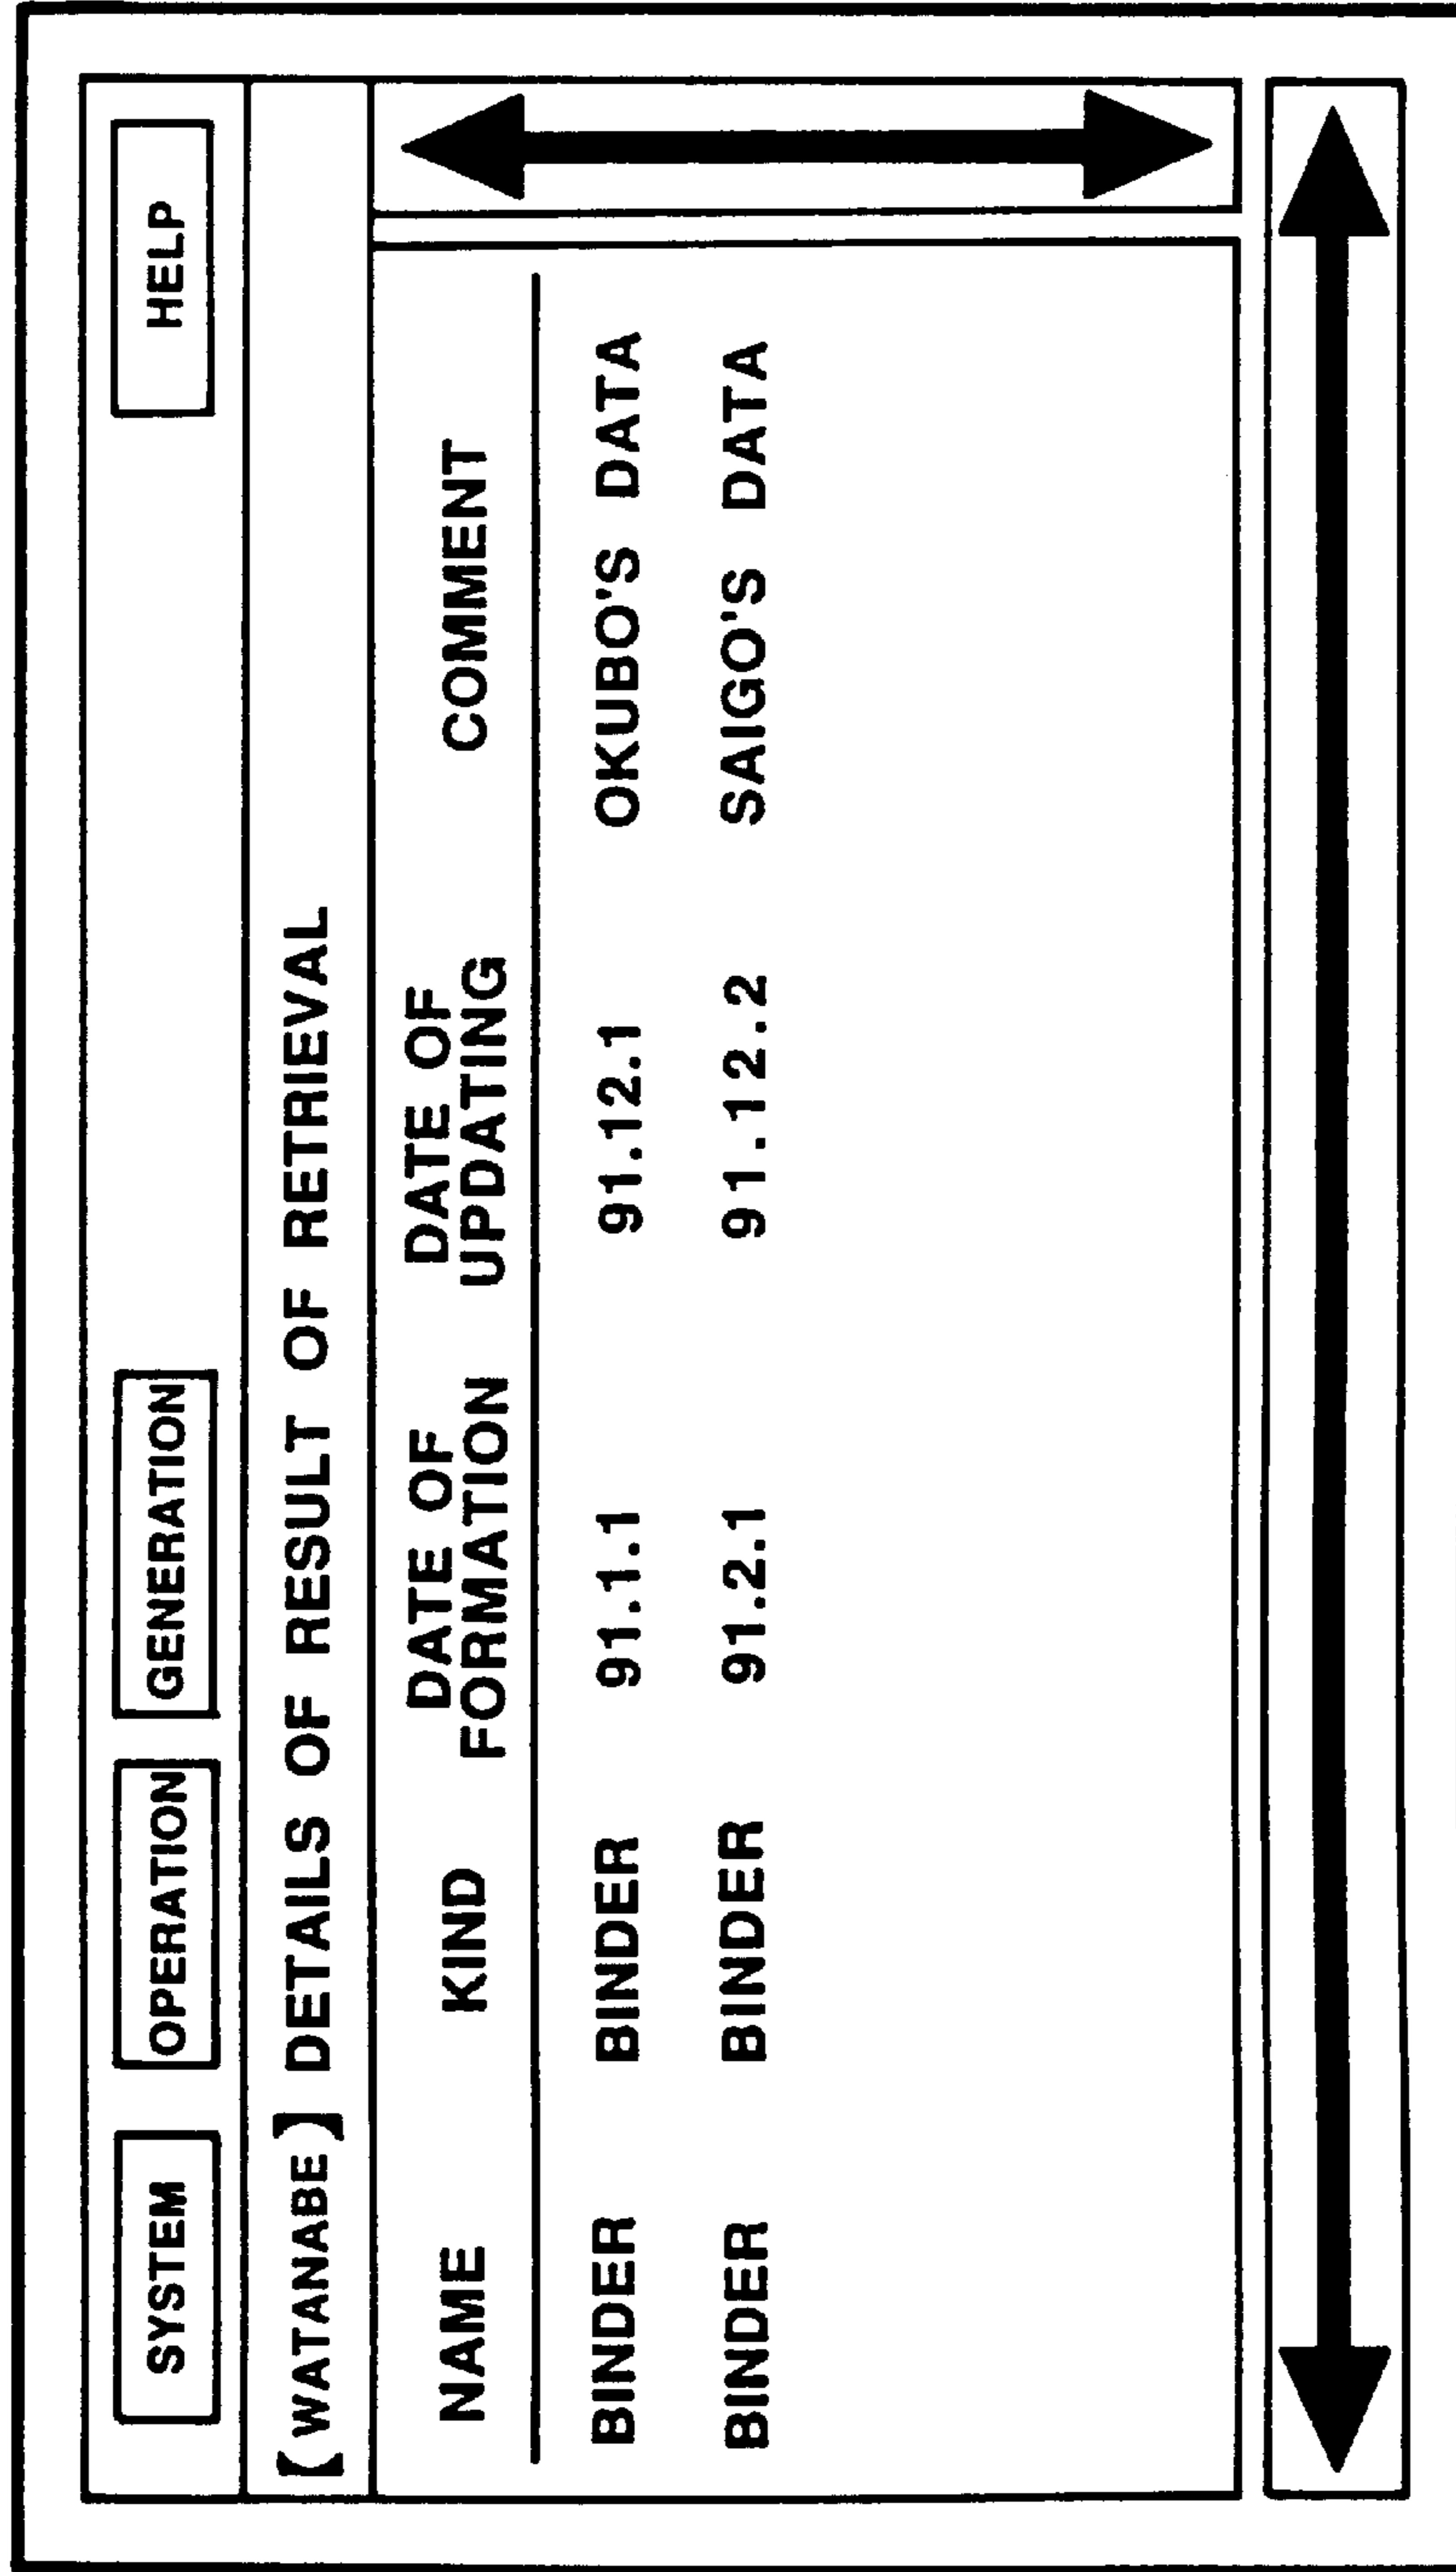 SYSTEM OPERATION GENERATION HELP
【WATANABE】 DETAILS OF RESULT OF RETRIEVAL
NAME KIND DATE OF FORMATION DATE OF UPDATING COMMENT
BINDER BINDER 91.1.1 91.12.1 OKUBO'S DATA
BINDER BINDER 91.2.1 91.12.2 SAIGO'S DATA